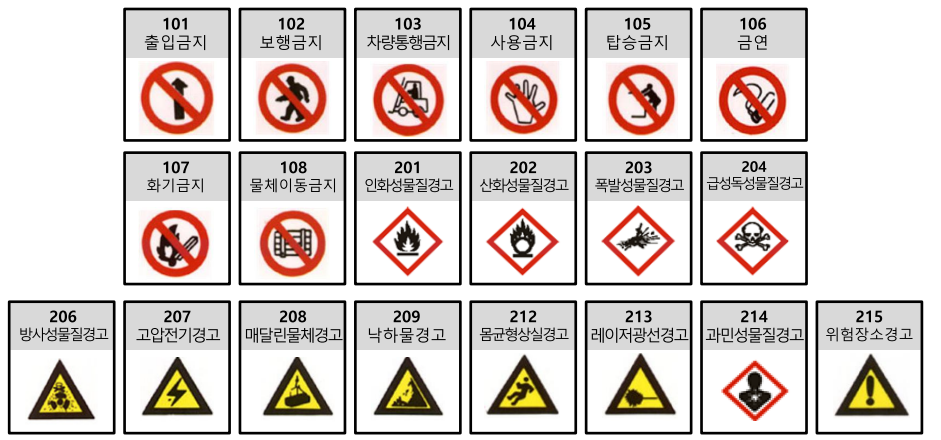 101
출입금지
102
보행금지
103
차량통행금지
104
사용금지
105
탑승금지
106
금연
107
화기금지
108
물체이동금지
201
인화성물질경고
202
산화성물질경고
203
폭발성물질경고
204
급성독성물질경고
206
방사성물질경고
207
고압전기경고
208
매달린물체경고
209
낙하물경고
212
몸균형상실경고
213
레이저광선경고
214
과민성물질경고
215
위험장소경고